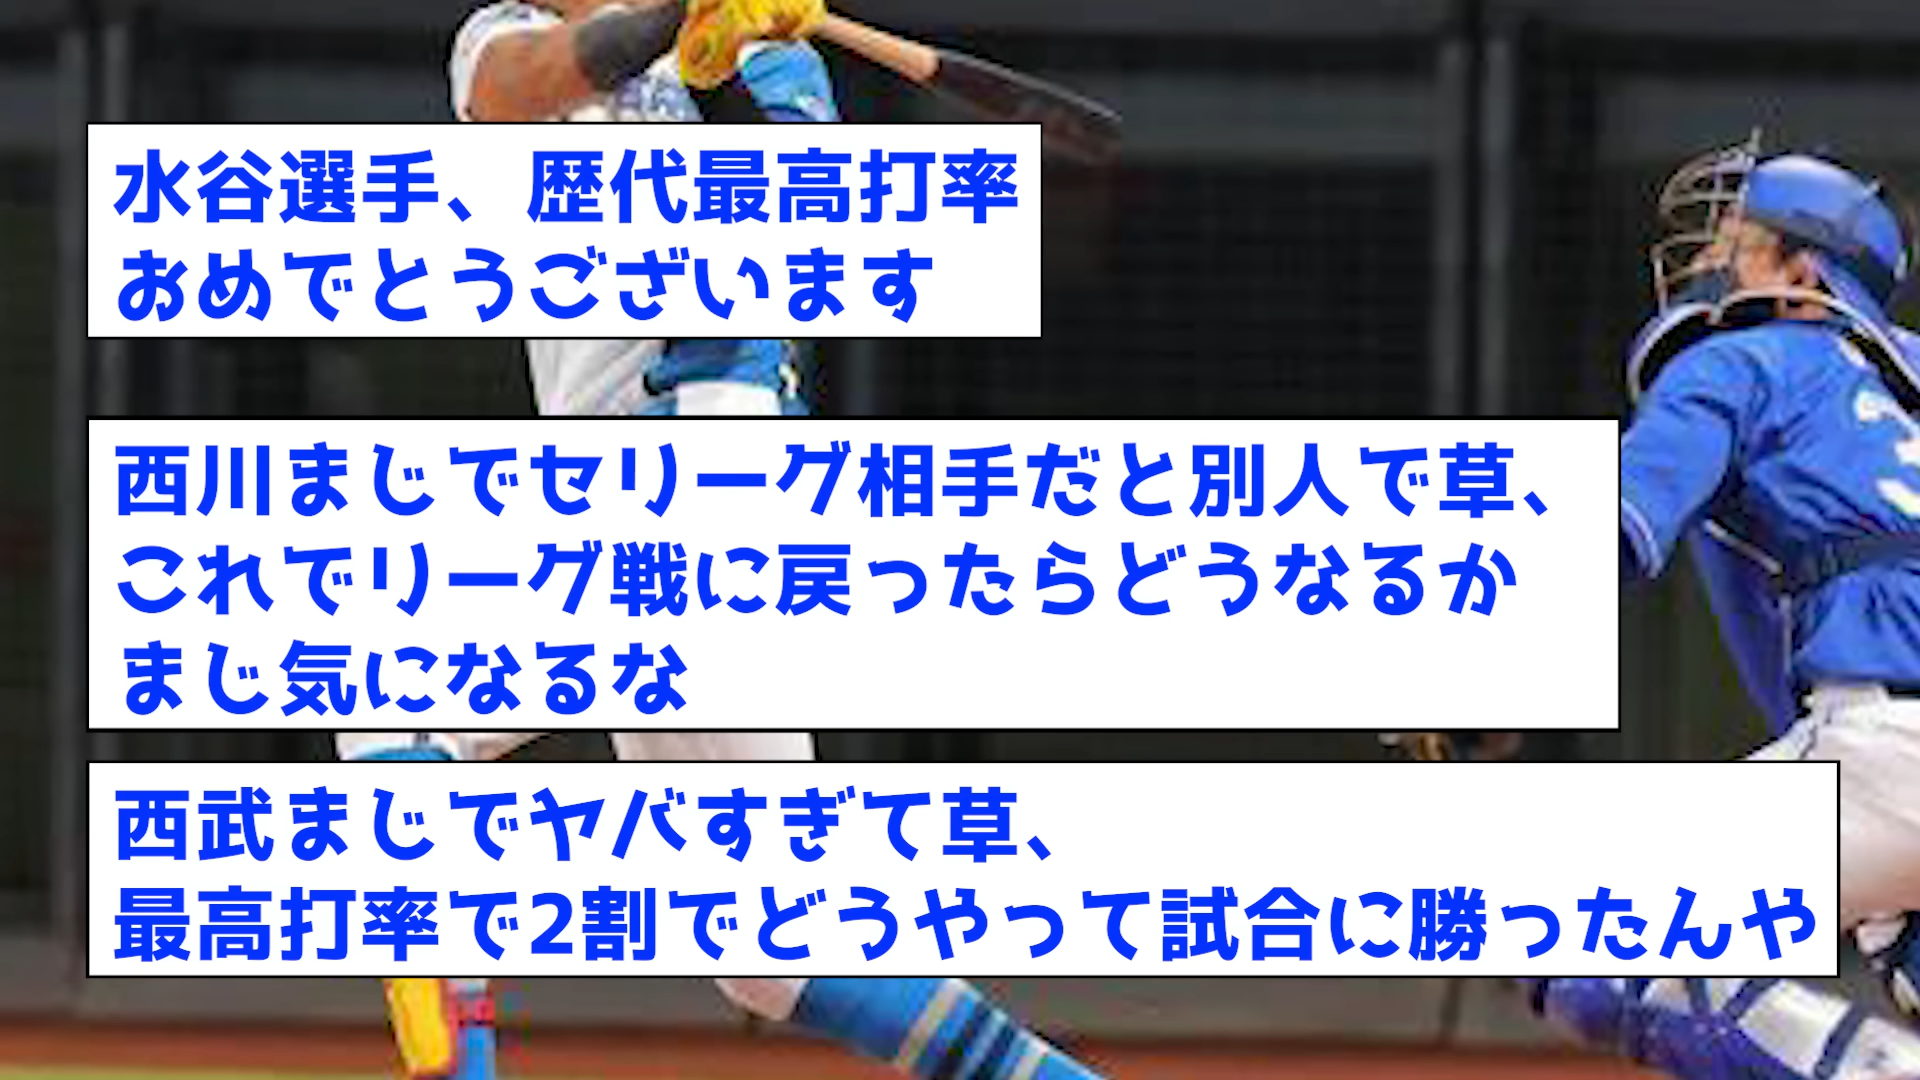 水谷選手、歴代最高打率
おめでとうございます
西川まじでセリーグ相手だと別人で草、
これでリーグ戦に戻ったらどうなるか
まじ気になるな
西武まじでヤバすぎて草、
最高打率で2割でどうやって試合に勝ったんや